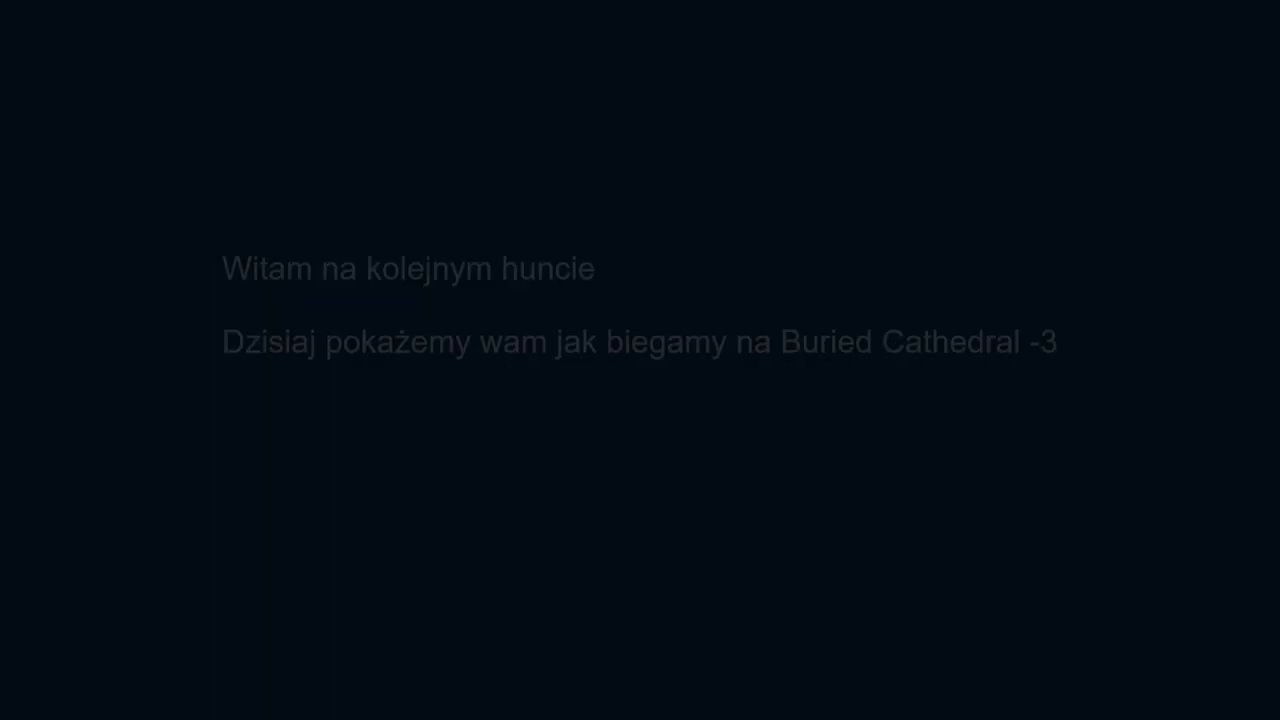 Witam na kolejnym huncie
Dzisiaj pokażemy wam jak biegamy na Buried Cathedral -3